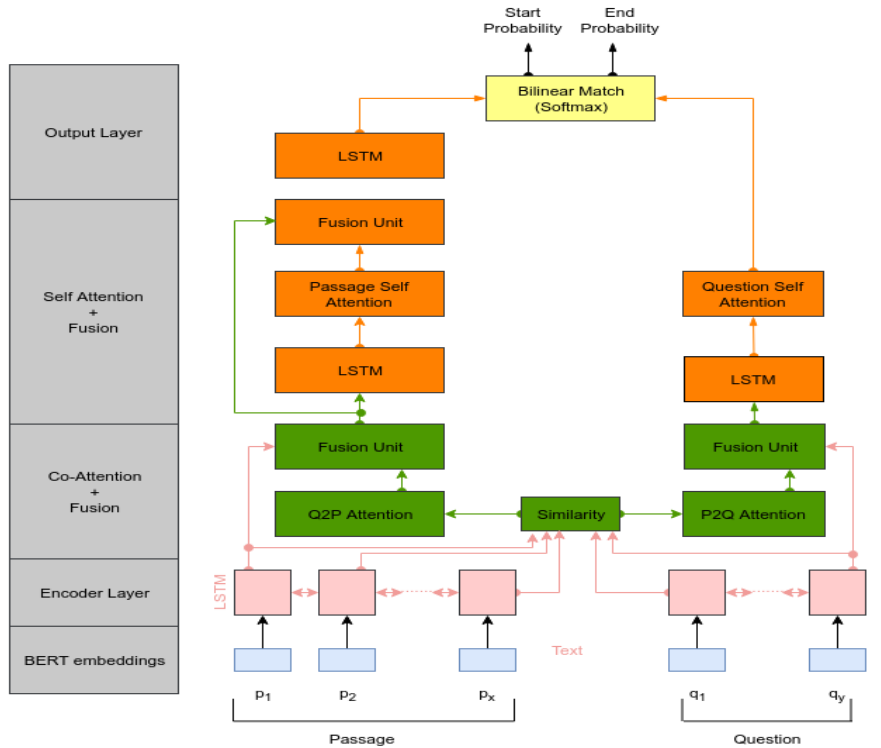 Start
Probability
End
Probability
Bilinear Match
(Softmax)
Output Layer
LSTM
Fusion Unit
Self Attention
+
Fusion
Passage Self
Attention
Question Self
Attention
LSTM
LSTM
Fusion Unit
Fusion Unit
Co-Attention
+
Fusion
Q2P Attention
Similarity
P2Q Attention
Encoder Layer
LSTM
BERT embeddings
Text
p1
p2
px
q1
qy
Passage
Question